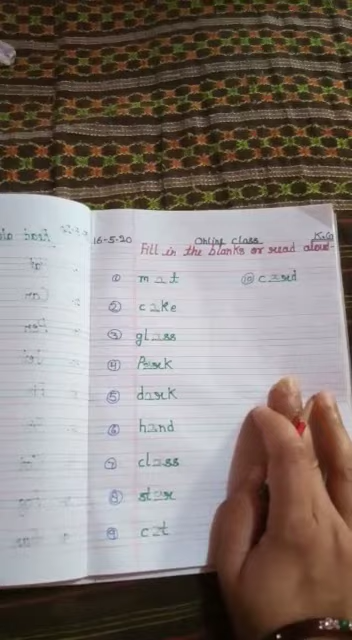 16-5-20 Online Class K.G
Fill in the blanks or read aloud-
① mat ⑩ card
② cake
③ glass
④ Park
⑤ dark
⑥ hand
⑦ class
⑧ star
⑨ cat